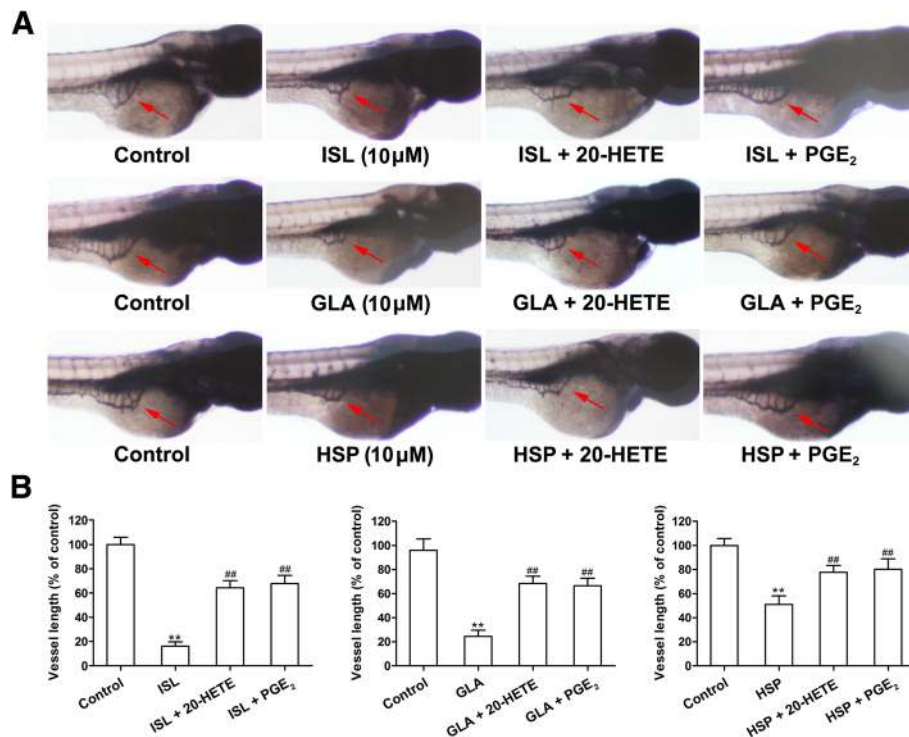 A
Control ISL (10μM) ISL + 20-HETE ISL + PGE₂
Control GLA (10μM) GLA + 20-HETE GLA + PGE₂
Control HSP (10μM) HSP + 20-HETE HSP + PGE₂
B
Vessel length (% of control)
120
100
80
60
40
20
0
**
##
##
Control
ISL
ISL + 20-HETE
ISL + PGE₂
Vessel length (% of control)
120
100
80
60
40
20
0
**
##
##
Control
GLA
GLA + 20-HETE
GLA + PGE₂
Vessel length (% of control)
120
100
80
60
40
20
0
**
##
##
Control
HSP
HSP + 20-HETE
HSP + PGE₂